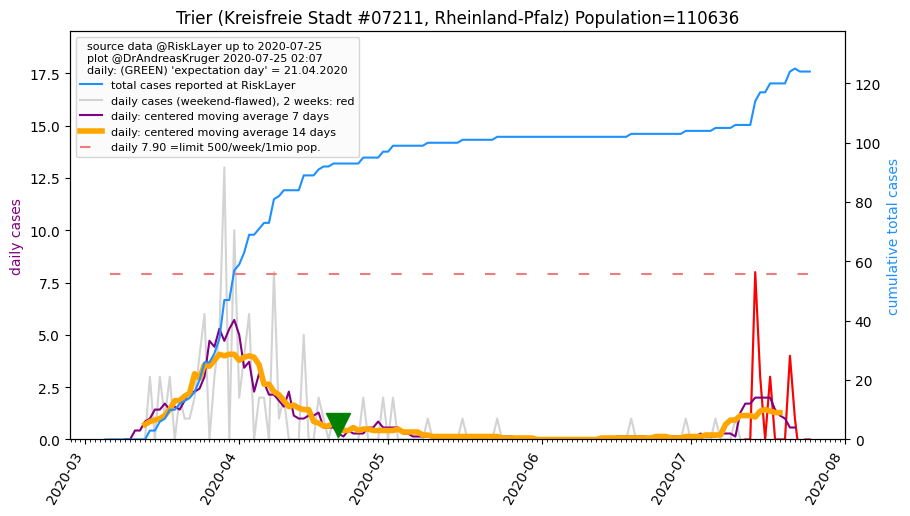 Trier (Kreisfreie Stadt #07211, Rheinland-Pfalz) Population=110636
source data @RiskLayer up to 2020-07-25
plot @DrAndreasKruger 2020-07-25 02:07
daily: (GREEN) 'expectation day' = 21.04.2020
total cases reported at RiskLayer
daily cases (weekend-flawed), 2 weeks: red
daily: centered moving average 7 days
daily: centered moving average 14 days
daily 7.90 =limit 500/week/1mio pop.
daily cases
17.5
15.0
12.5
10.0
7.5
5.0
2.5
0.0
cumulative total cases
120
100
80
60
40
20
0
2020-03
2020-04
2020-05
2020-06
2020-07
2020-08